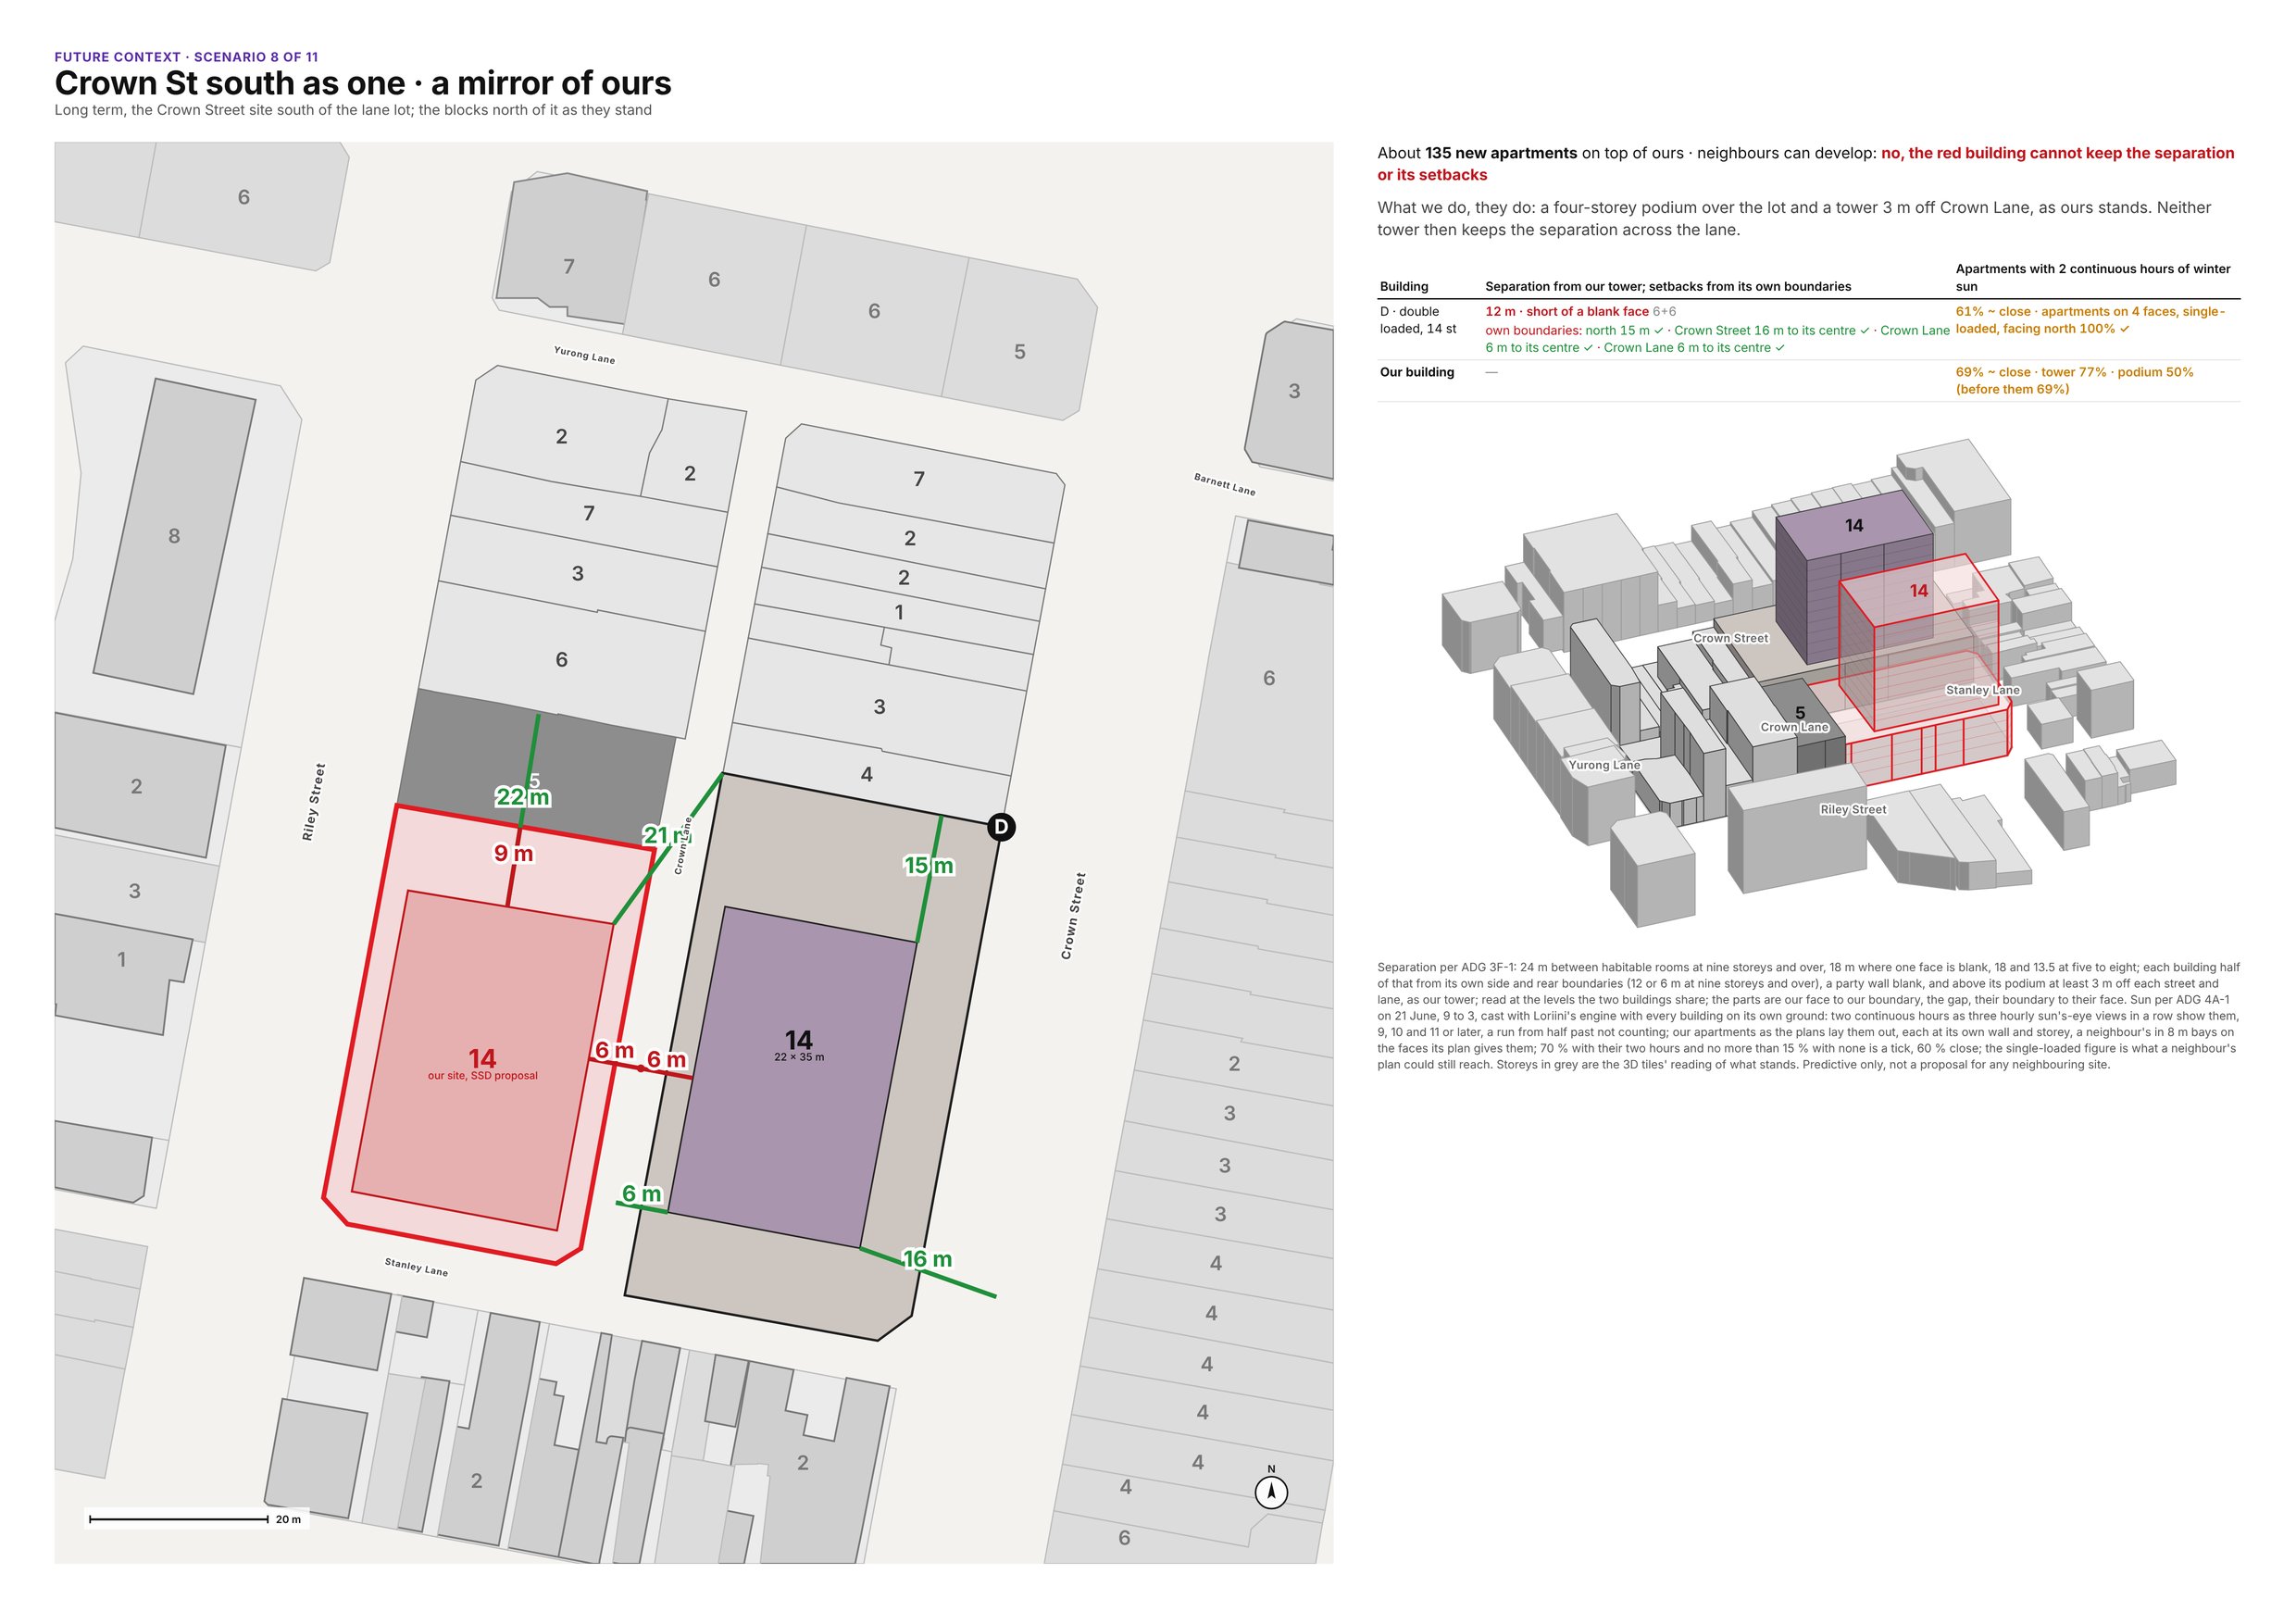 FUTURE CONTEXT · SCENARIO 8 OF 11
Crown St south as one · a mirror of ours
Long term, the Crown Street site south of the lane lot; the blocks north of it as they stand
6
7
6
6
5
3
Yurong Lane
Barnett Lane
8
2
2
7
3
6
7
2
2
1
3
4
6
5
22 m
9 m
21 m
Crown Lane
15 m
D
Riley Street
Crown Street
2
3
1
14
our site, SSD proposal
6 m
6 m
14
22 × 35 m
6 m
16 m
Stanley Lane
2
3
3
3
4
4
4
4
4
4
6
2
2
N
20 m
About 135 new apartments on top of ours · neighbours can develop: no, the red building cannot keep the separation
or its setbacks
What we do, they do: a four-storey podium over the lot and a tower 3 m off Crown Lane, as ours stands. Neither
tower then keeps the separation across the lane.
Building
Separation from our tower; setbacks from its own boundaries
Apartments with 2 continuous hours of winter
sun
D · double
loaded, 14 st
12 m · short of a blank face 6+6
own boundaries: north 15 m ✓ · Crown Street 16 m to its centre ✓ · Crown Lane
6 m to its centre ✓ · Crown Lane 6 m to its centre ✓
61% ~ close · apartments on 4 faces, single-
loaded, facing north 100% ✓
Our building
—
69% ~ close · tower 77% · podium 50%
(before them 69%)
14
14
Crown Street
Stanley Lane
5
Crown Lane
Yurong Lane
Riley Street
Separation per ADG 3F-1: 24 m between habitable rooms at nine storeys and over, 18 m where one face is blank, 18 and 13.5 at five to eight; each building half
of that from its own side and rear boundaries (12 or 6 m at nine storeys and over), a party wall blank, and above its podium at least 3 m off each street and
lane, as our tower; read at the levels the two buildings share; the parts are our face to our boundary, the gap, their boundary to their face. Sun per ADG 4A-1
on 21 June, 9 to 3, cast with Loriini's engine with every building on its own ground: two continuous hours as three hourly sun's-eye views in a row show them,
9, 10 and 11 or later, a run from half past not counting; our apartments as the plans lay them out, each at its own wall and storey, a neighbour's in 8 m bays on
the faces its plan gives them; 70 % with their two hours and no more than 15 % with none is a tick, 60 % close; the single-loaded figure is what a neighbour's
plan could still reach. Storeys in grey are the 3D tiles' reading of what stands. Predictive only, not a proposal for any neighbouring site.